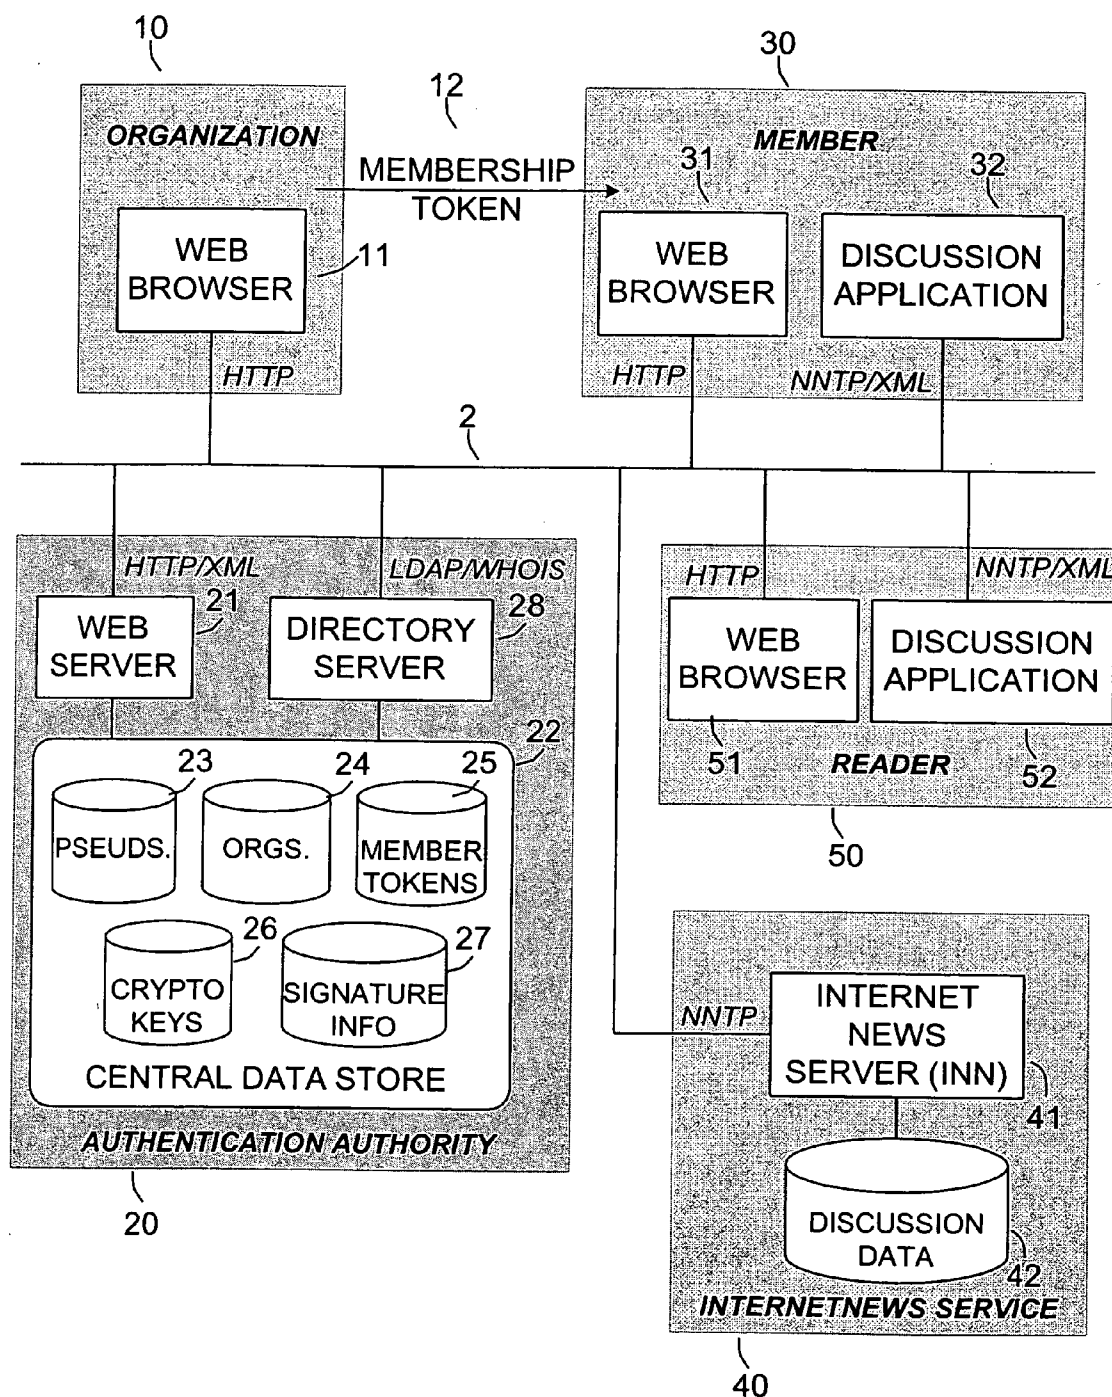 10
30
12
ORGANIZATION
MEMBER
MEMBERSHIP
TOKEN
31
32
WEB
BROWSER
11
WEB
BROWSER
DISCUSSION
APPLICATION
HTTP
HTTP
NNTP/XML
2
HTTP/XML
LDAP/WHOIS
HTTP
NNTP/XML
21
28
WEB
SERVER
DIRECTORY
SERVER
WEB
BROWSER
DISCUSSION
APPLICATION
22
51
52
READER
50
23
24
25
PSEUDS.
ORGS.
MEMBER
TOKENS
26
27
CRYPTO
KEYS
SIGNATURE
INFO
CENTRAL DATA STORE
AUTHENTICATION AUTHORITY
20
NNTP
INTERNET
NEWS
SERVER (INN)
41
DISCUSSION
DATA
42
INTERNETNEWS SERVICE
40